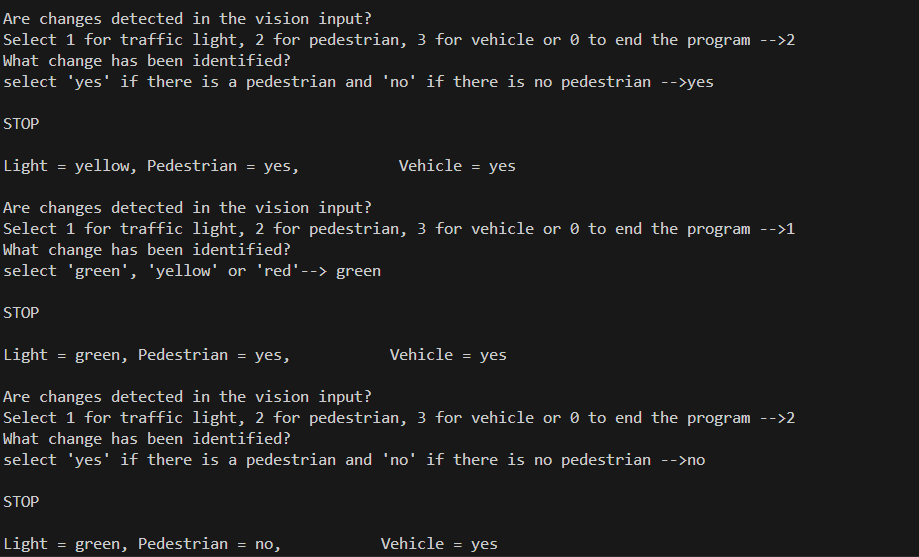 Are changes detected in the vision input?
Select 1 for traffic light, 2 for pedestrian, 3 for vehicle or 0 to end the program -->2
What change has been identified?
select 'yes' if there is a pedestrian and 'no' if there is no pedestrian -->yes
STOP
Light = yellow, Pedestrian = yes,           Vehicle = yes
Are changes detected in the vision input?
Select 1 for traffic light, 2 for pedestrian, 3 for vehicle or 0 to end the program -->1
What change has been identified?
select 'green', 'yellow' or 'red'--> green
STOP
Light = green, Pedestrian = yes,           Vehicle = yes
Are changes detected in the vision input?
Select 1 for traffic light, 2 for pedestrian, 3 for vehicle or 0 to end the program -->2
What change has been identified?
select 'yes' if there is a pedestrian and 'no' if there is no pedestrian -->no
STOP
Light = green, Pedestrian = no,           Vehicle = yes